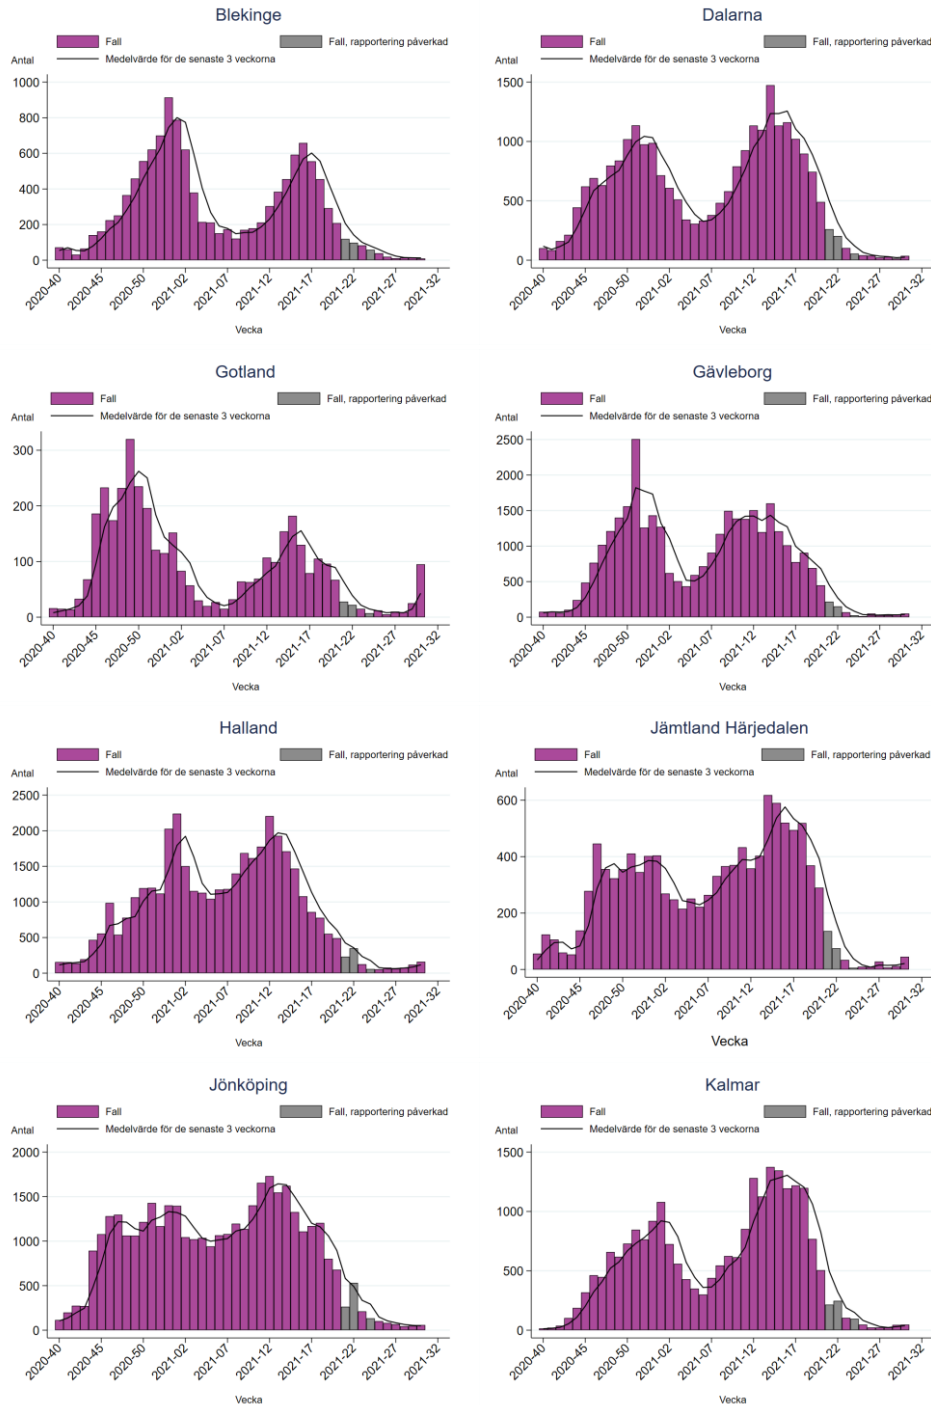 Blekinge
Fall
Fall, rapportering påverkad
Antal
Medelvärde för de senaste 3 veckorna
1000
800
600
400
200
0
2020-40
2020-45
2020-50
2021-02
2021-07
2021-12
2021-17
2021-22
2021-27
2021-32
Vecka
Dalarna
Fall
Fall, rapportering påverkad
Antal
Medelvärde för de senaste 3 veckorna
1500
1000
500
0
2020-40
2020-45
2020-50
2021-02
2021-07
2021-12
2021-17
2021-22
2021-27
2021-32
Vecka
Gotland
Fall
Fall, rapportering påverkad
Antal
Medelvärde för de senaste 3 veckorna
300
200
100
0
2020-40
2020-45
2020-50
2021-02
2021-07
2021-12
2021-17
2021-22
2021-27
2021-32
Vecka
Gävleborg
Fall
Fall, rapportering påverkad
Antal
Medelvärde för de senaste 3 veckorna
2500
2000
1500
1000
500
0
2020-40
2020-45
2020-50
2021-02
2021-07
2021-12
2021-17
2021-22
2021-27
2021-32
Vecka
Halland
Fall
Fall, rapportering påverkad
Antal
Medelvärde för de senaste 3 veckorna
2500
2000
1500
1000
500
0
2020-40
2020-45
2020-50
2021-02
2021-07
2021-12
2021-17
2021-22
2021-27
2021-32
Vecka
Jämtland Härjedalen
Fall
Fall, rapportering påverkad
Antal
Medelvärde för de senaste 3 veckorna
600
400
200
0
2020-40
2020-45
2020-50
2021-02
2021-07
2021-12
2021-17
2021-22
2021-27
2021-32
Vecka
Jönköping
Fall
Fall, rapportering påverkad
Antal
Medelvärde för de senaste 3 veckorna
2000
1500
1000
500
0
2020-40
2020-45
2020-50
2021-02
2021-07
2021-12
2021-17
2021-22
2021-27
2021-32
Vecka
Kalmar
Fall
Fall, rapportering påverkad
Antal
Medelvärde för de senaste 3 veckorna
1500
1000
500
0
2020-40
2020-45
2020-50
2021-02
2021-07
2021-12
2021-17
2021-22
2021-27
2021-32
Vecka